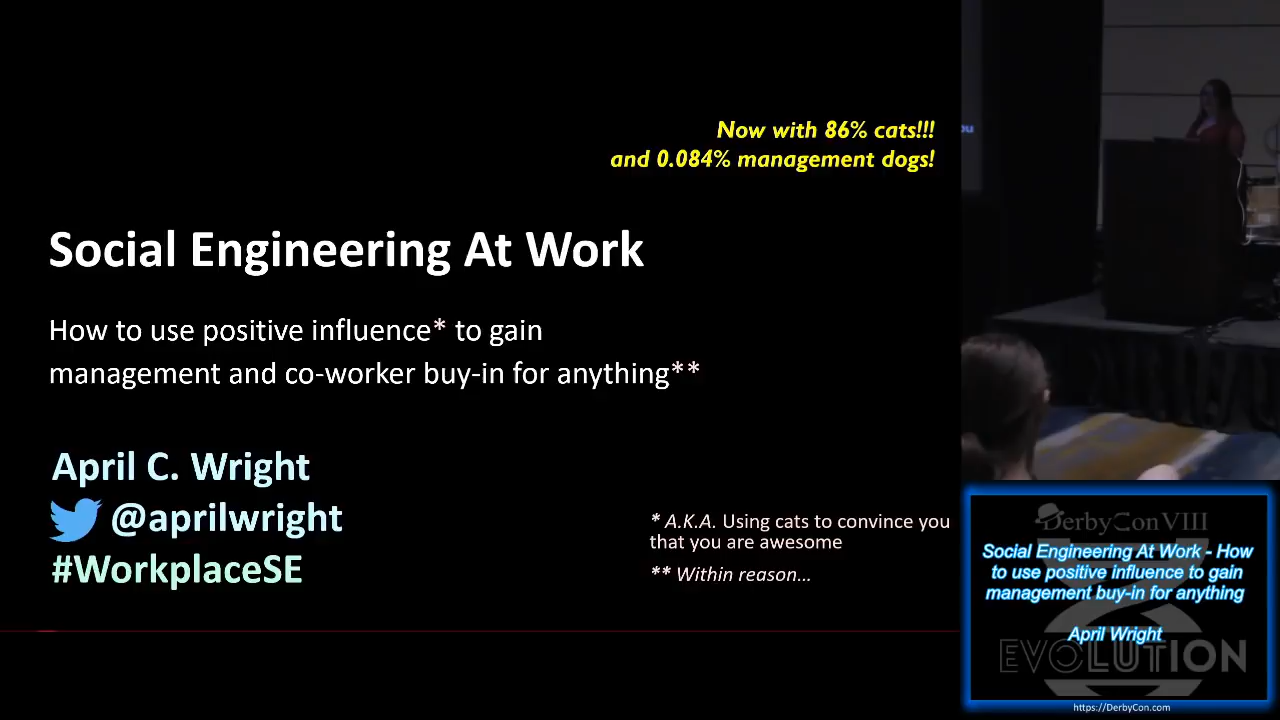 Now with 86% cats!!!
and 0.084% management dogs!
Social Engineering At Work
How to use positive influence* to gain
management and co-worker buy-in for anything**
April C. Wright
@aprilwright
#WorkplaceSE
* A.K.A. Using cats to convince you
that you are awesome
** Within reason...
ou
DerbyCon VIII
Social Engineering At Work - How
to use positive influence to gain
management buy-in for anything
April Wright
EVOLUTION
https://DerbyCon.com